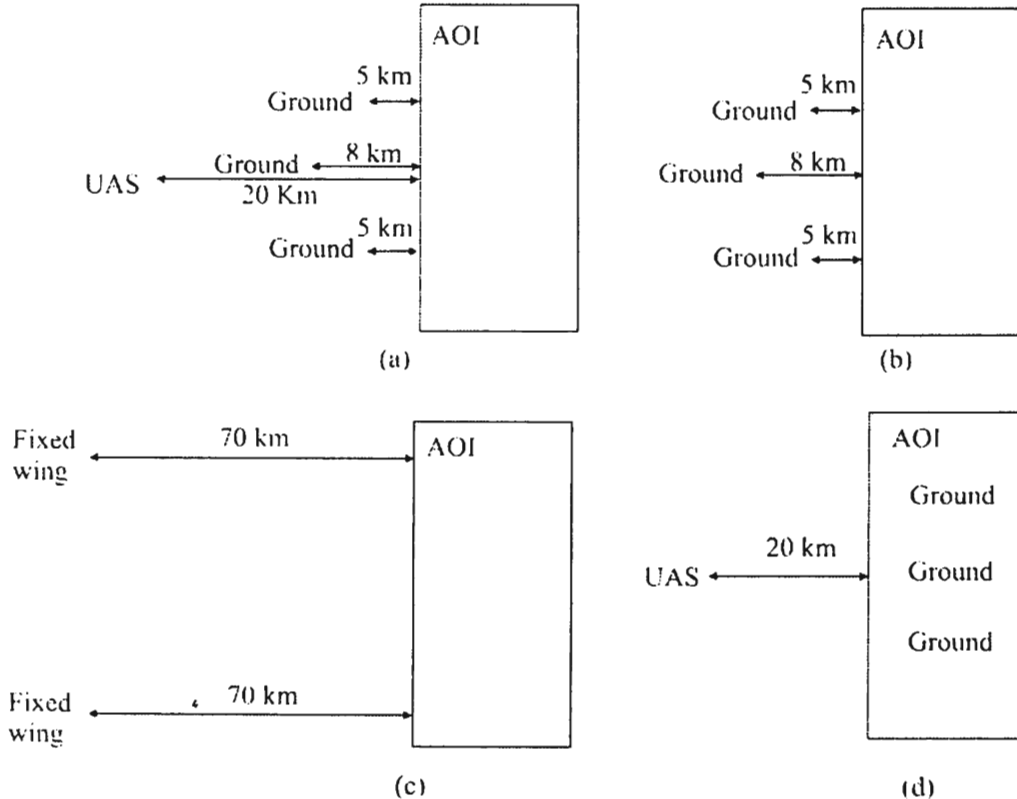 AOI
5 km
Ground
8 km
Ground
UAS
20 Km
5 km
Ground
(a)
AOI
5 km
Ground
8 km
Ground
5 km
Ground
(b)
Fixed
wing
70 km
AOI
Fixed
wing
70 km
(c)
AOI
Ground
20 km
UAS
Ground
Ground
(d)